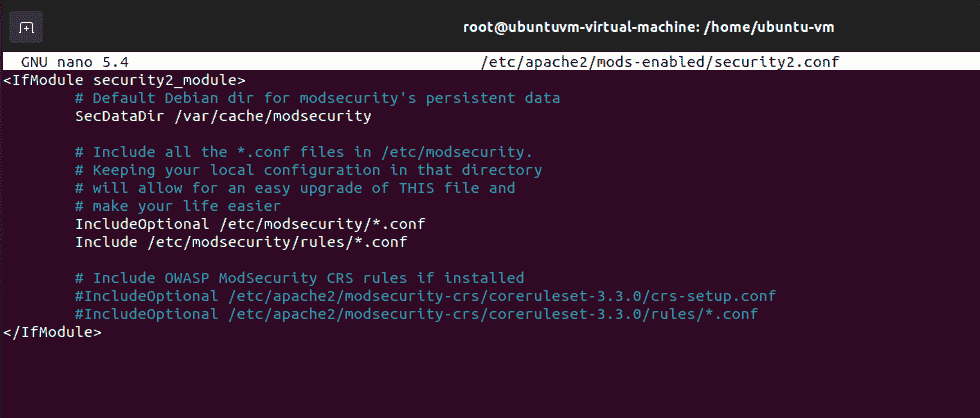 root@ubuntuvm-virtual-machine: /home/ubuntu-vm
GNU nano 5.4 /etc/apache2/mods-enabled/security2.conf
<IfModule security2_module>
# Default Debian dir for modsecurity's persistent data
SecDataDir /var/cache/modsecurity
# Include all the *.conf files in /etc/modsecurity.
# Keeping your local configuration in that directory
# will allow for an easy upgrade of THIS file and
# make your life easier
IncludeOptional /etc/modsecurity/*.conf
Include /etc/modsecurity/rules/*.conf
# Include OWASP ModSecurity CRS rules if installed
#IncludeOptional /etc/apache2/modsecurity-crs/coreruleset-3.3.0/crs-setup.conf
#IncludeOptional /etc/apache2/modsecurity-crs/coreruleset-3.3.0/rules/*.conf
</IfModule>